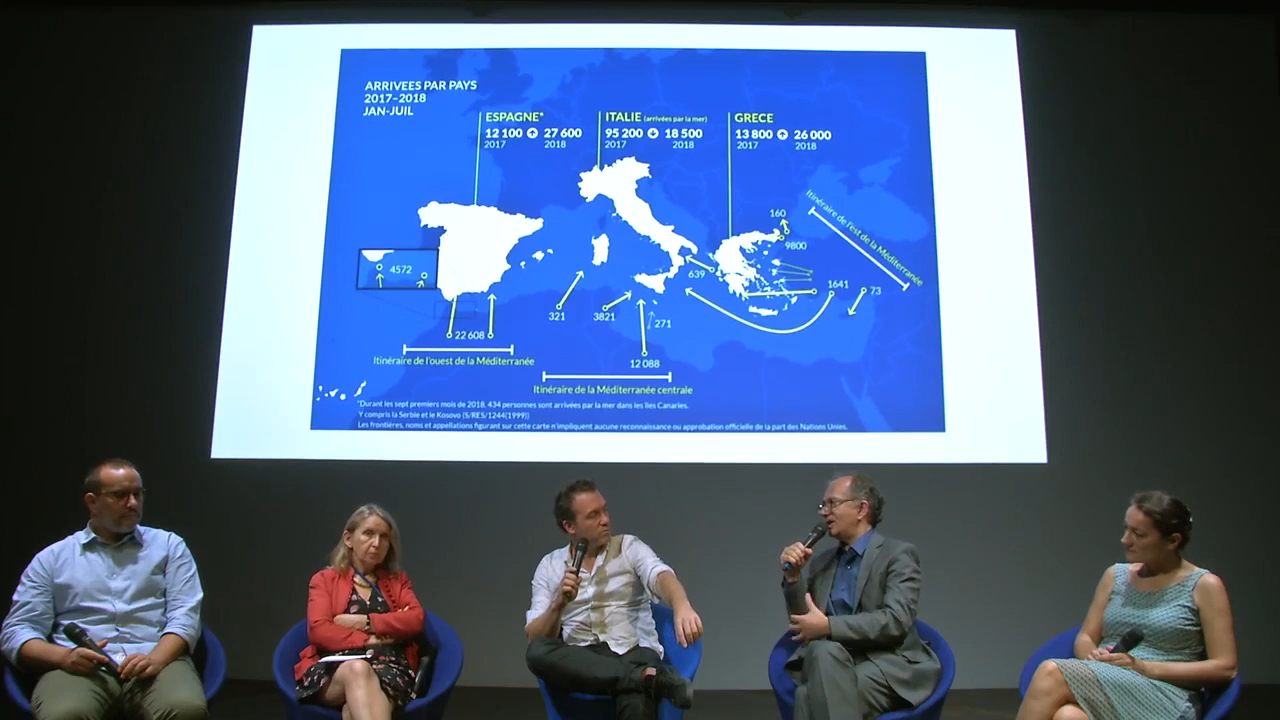 ARRIVEES PAR PAYS
2017–2018
JAN-JUIL
ESPAGNE*
12 100 27 600
2017 2018
ITALIE (arrivées par la mer)
95 200 18 500
2017 2018
GRECE
13 800 26 000
2017 2018
Itinéraire de l'est de la Méditerranée
160
9800
4572
639
1641
73
321
3821
271
22 608
12 088
Itinéraire de l'ouest de la Méditerranée
Itinéraire de la Méditerranée centrale
*Durant les sept premiers mois de 2018, 434 personnes sont arrivées par la mer dans les îles Canaries.
Y compris la Serbie et le Kosovo (S/RES/1244(1999))
Les frontières, noms et appellations figurant sur cette carte n'impliquent aucune reconnaissance ou approbation officielle de la part des Nations Unies.